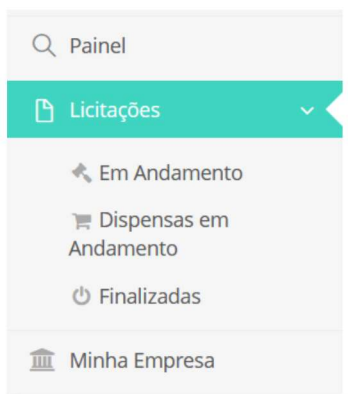 Painel
Licitações
Em Andamento
Dispensas em
Andamento
Finalizadas
Minha Empresa